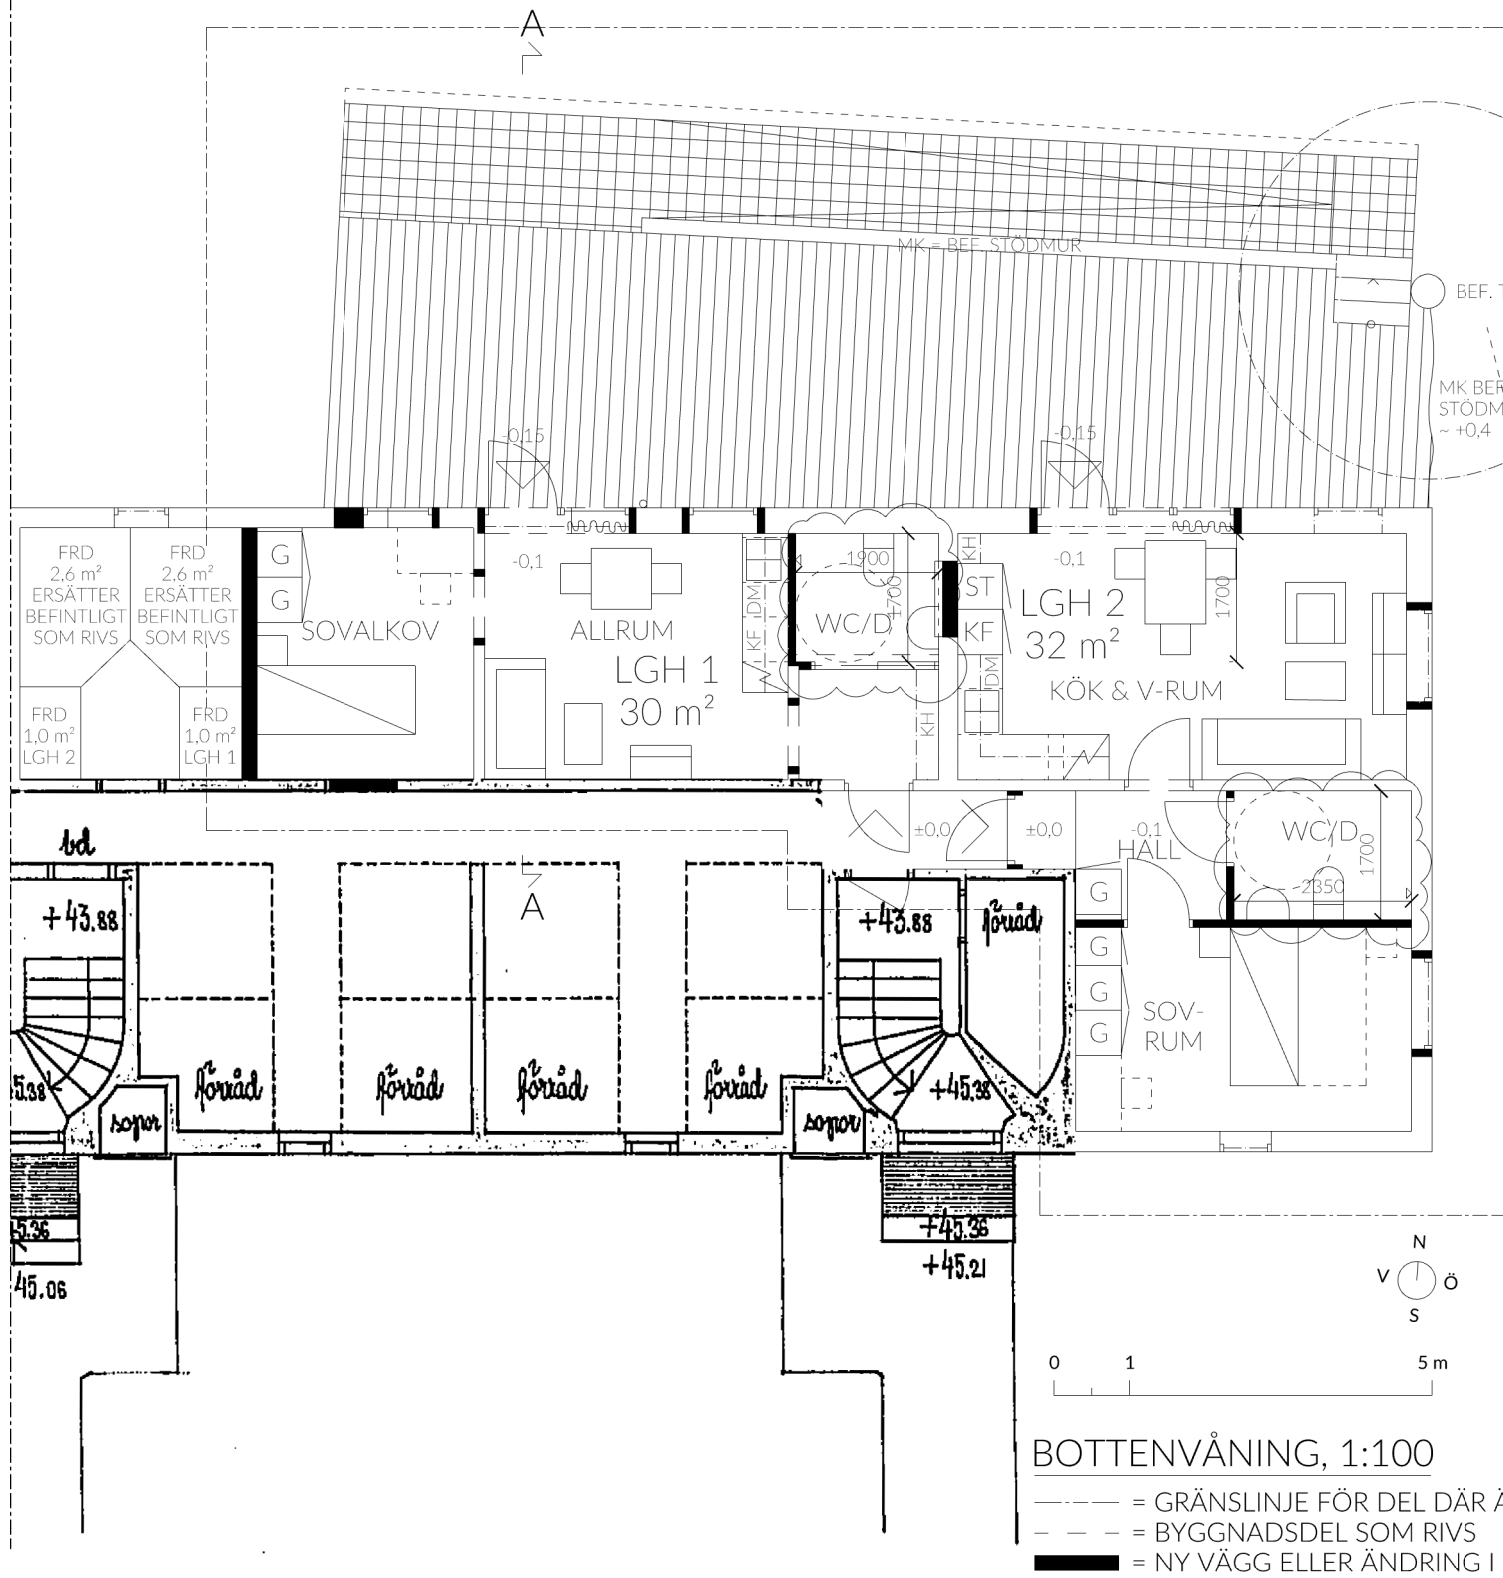 A
MK = BEF. STÖDMUR
BEF.
MK BER
STÖDM
~ +0,4
-0,15
-0,15
FRD
2,6 m²
ERSÄTTER
BEFINTLIGT
SOM RIVS
FRD
2,6 m²
ERSÄTTER
BEFINTLIGT
SOM RIVS
G
G
SOVALKOV
-0,1
ALLRUM
LGH 1
30 m²
KF
DM
1900
1700
WC/D
KH
KH
ST
KF
DM
-0,1
LGH 2
32 m²
KÖK & V-RUM
1700
FRD
1,0 m²
LGH 2
FRD
1,0 m²
LGH 1
±0,0
±0,0
-0,1
HALL
WC/D
1700
2350
G
G
G
G
SOV-
RUM
A
bd
+43.88
+43.88
förråd
förråd
förråd
förråd
förråd
5.38
+45.38
sopor
sopor
45.36
45.06
+45.36
+45.21
N
V
Ö
S
0 1 5 m
BOTTENVÅNING, 1:100
= GRÄNSLINJE FÖR DEL DÄR
= BYGGNADSDEL SOM RIVS
= NY VÄGG ELLER ÄNDRING I